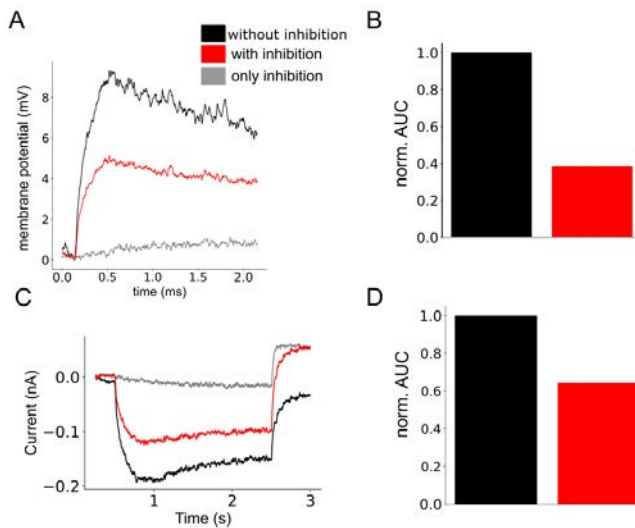 A
without inhibition
with inhibition
only inhibition
membrane potential (mV)
8
6
4
2
0
0.0 0.5 1.0 1.5 2.0
time (ms)
B
norm. AUC
1.0
0.8
0.6
0.4
0.2
0.0
C
Current (nA)
0.0
-0.1
-0.2
1 2 3
Time (s)
D
norm. AUC
1.0
0.8
0.6
0.4
0.2
0.0